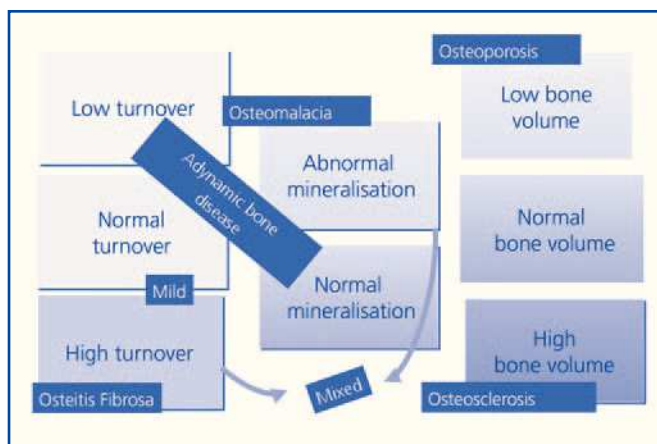 Low turnover
Normal
turnover
Mild
High turnover
Osteitis Fibrosa
Adynamic bone
disease
Osteomalacia
Abnormal
mineralisation
Normal
mineralisation
Mixed
Osteoporosis
Low bone
volume
Normal
bone volume
High
bone volume
Osteosclerosis